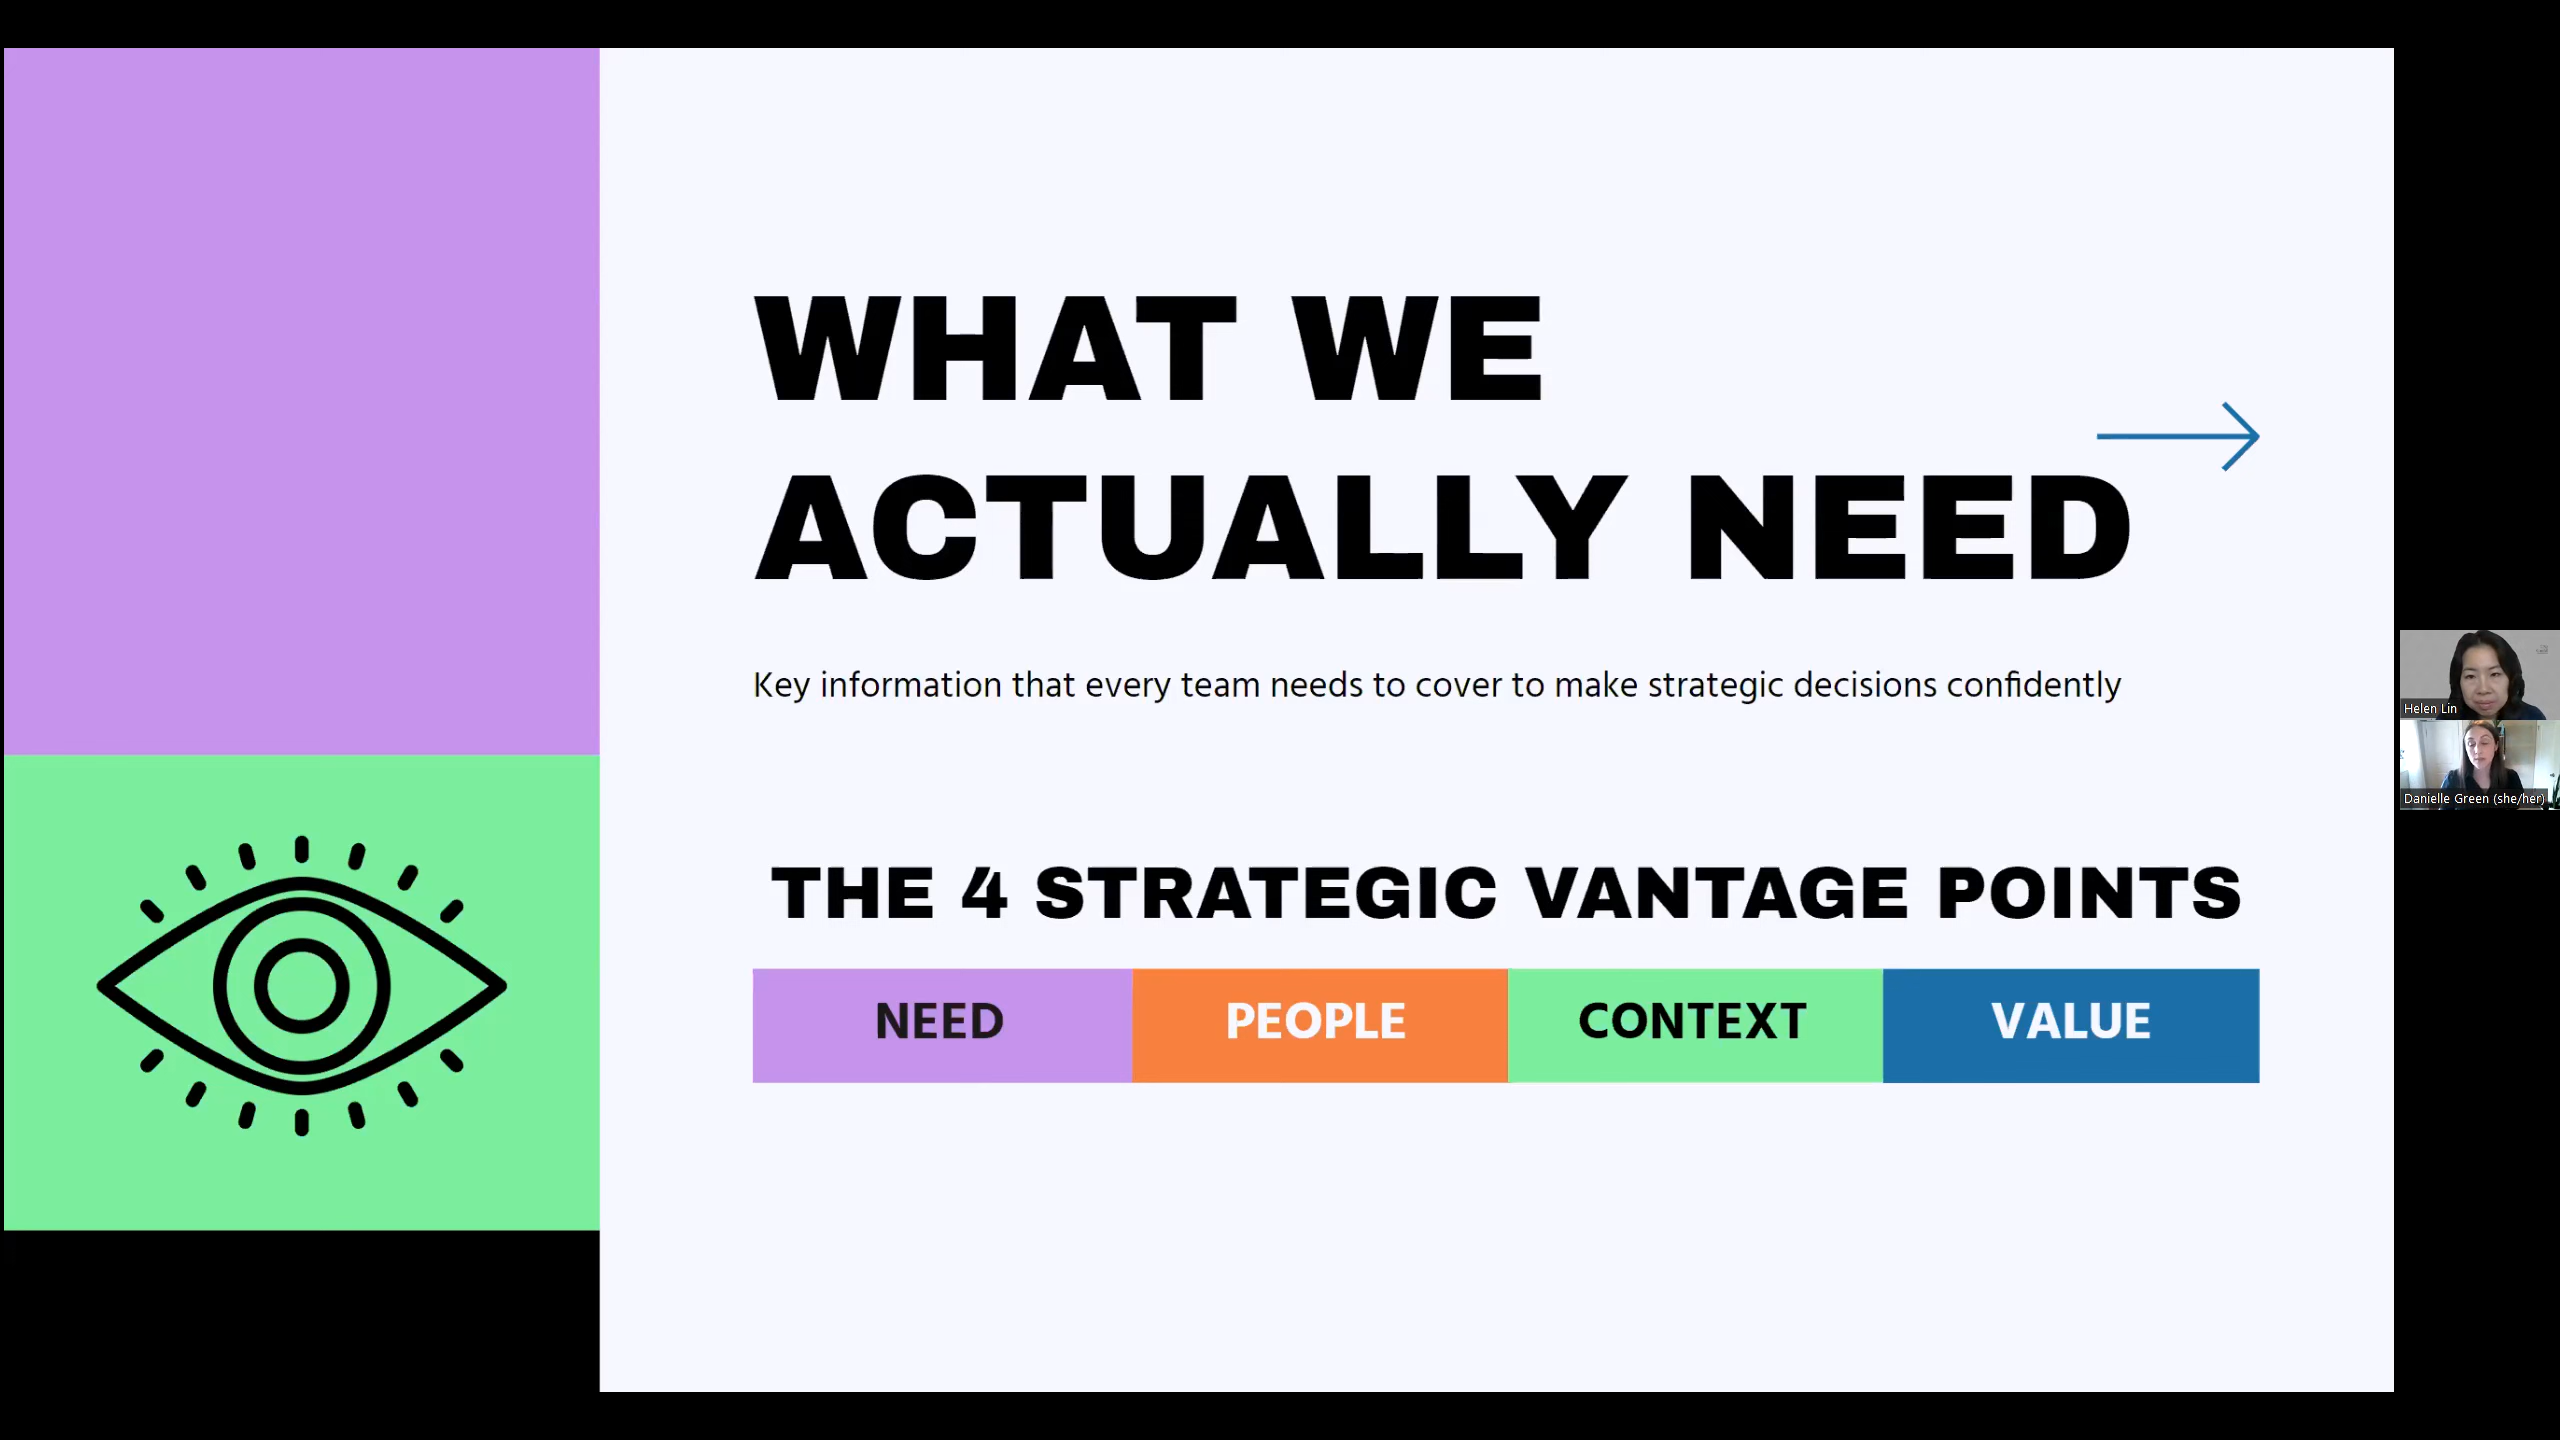 WHAT WE
ACTUALLY NEED
Key information that every team needs to cover to make strategic decisions confidently
THE 4 STRATEGIC VANTAGE POINTS
NEED
PEOPLE
CONTEXT
VALUE
Helen Lin
Danielle Green (she/her)